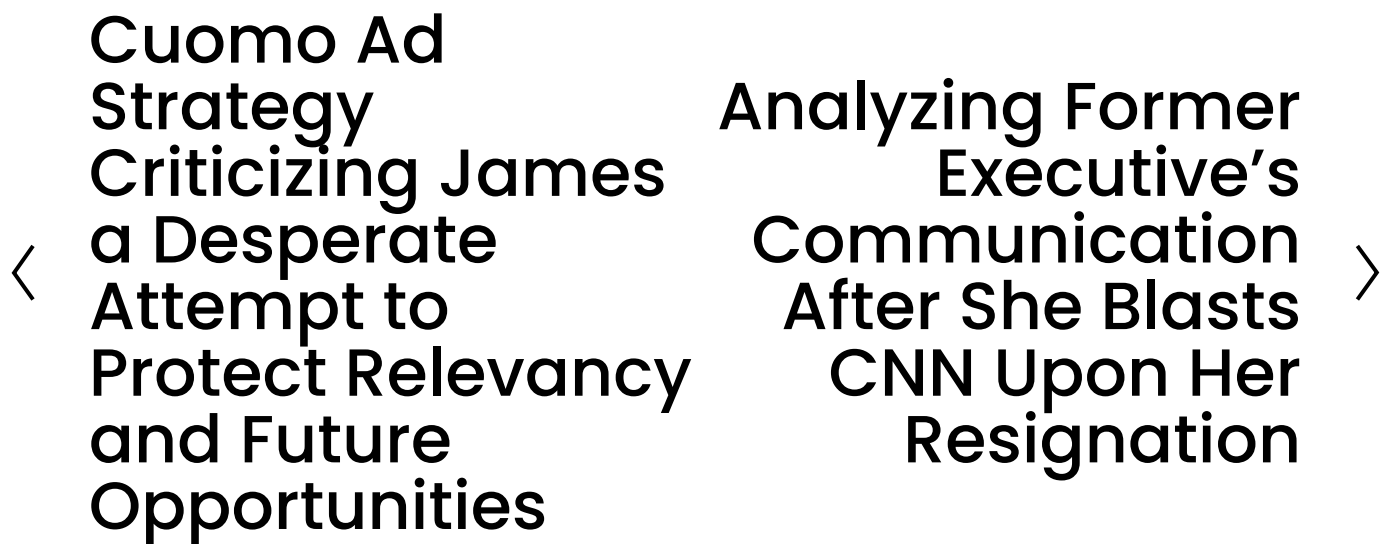 Cuomo Ad
Strategy
Criticizing James
a Desperate
Attempt to
Protect Relevancy
and Future
Opportunities
Analyzing Former
Executive’s
Communication
After She Blasts
CNN Upon Her
Resignation